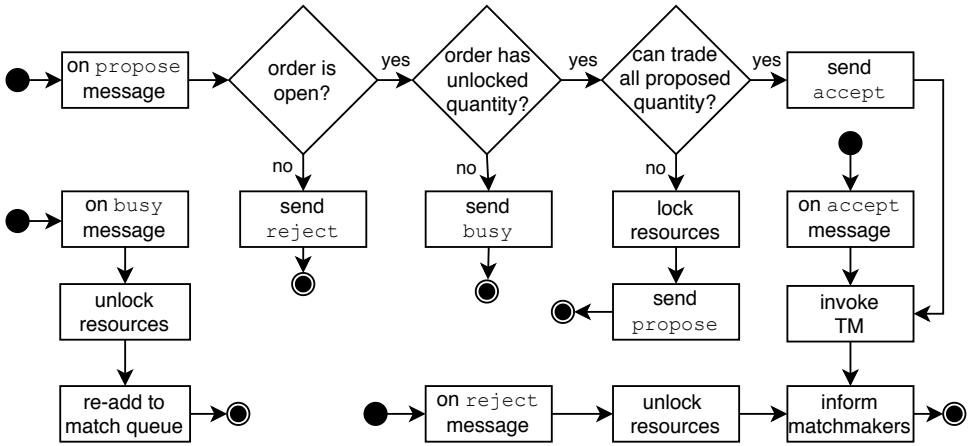 on propose
message
order is
open?
yes
order has
unlocked
quantity?
yes
can trade
all proposed
quantity?
yes
send
accept
no
no
no
on busy
message
send
reject
send
busy
lock
resources
on accept
message
unlock
resources
send
propose
invoke
TM
re-add to
match queue
on reject
message
unlock
resources
inform
matchmakers